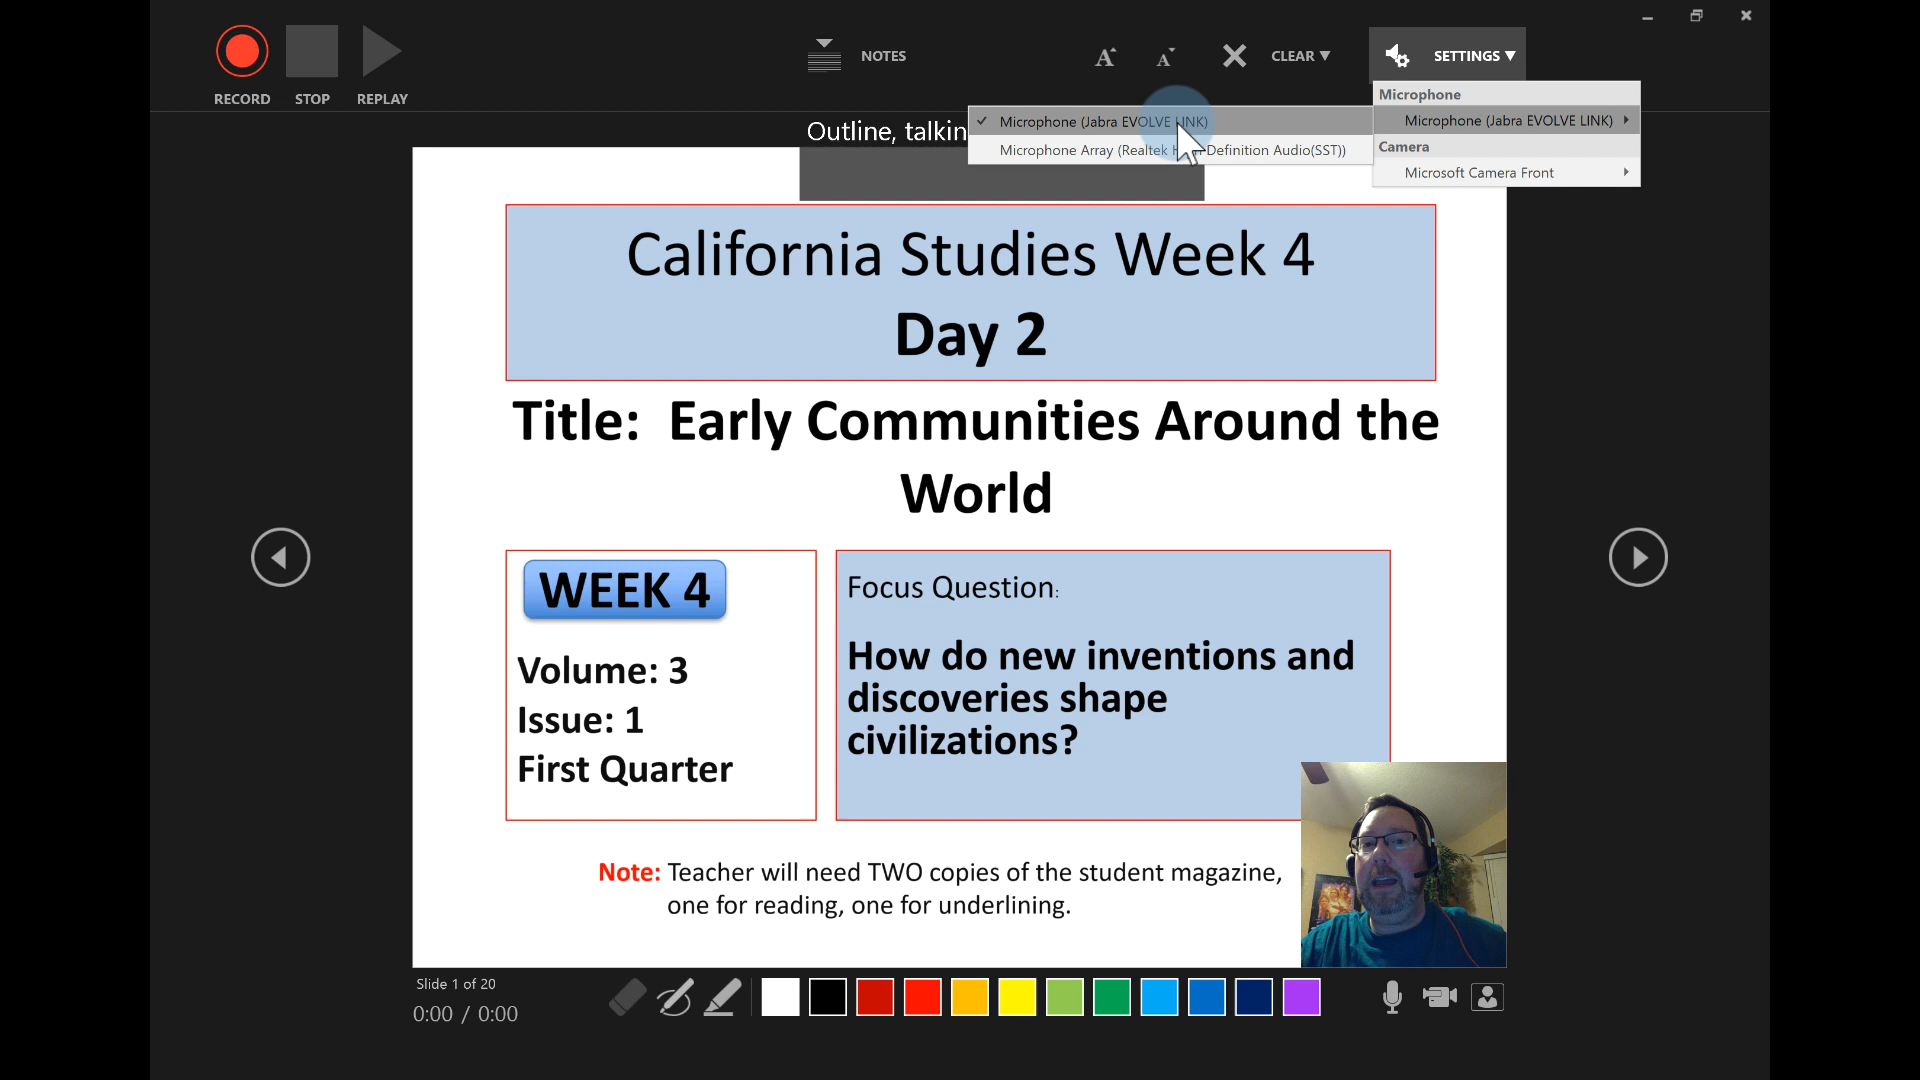 RECORD
STOP
REPLAY
NOTES
CLEAR
SETTINGS
Microphone
Microphone (Jabra EVOLVE LINK)
Camera
Microsoft Camera Front
Microphone (Jabra EVOLVE LINK)
Microphone Array (Realtek Definition Audio(SST))
Outline, talkin
California Studies Week 4
Day 2
Title: Early Communities Around the
World
WEEK 4
Volume: 3
Issue: 1
First Quarter
Focus Question:
How do new inventions and
discoveries shape
civilizations?
Note: Teacher will need TWO copies of the student magazine,
one for reading, one for underlining.
Slide 1 of 20
0:00 / 0:00